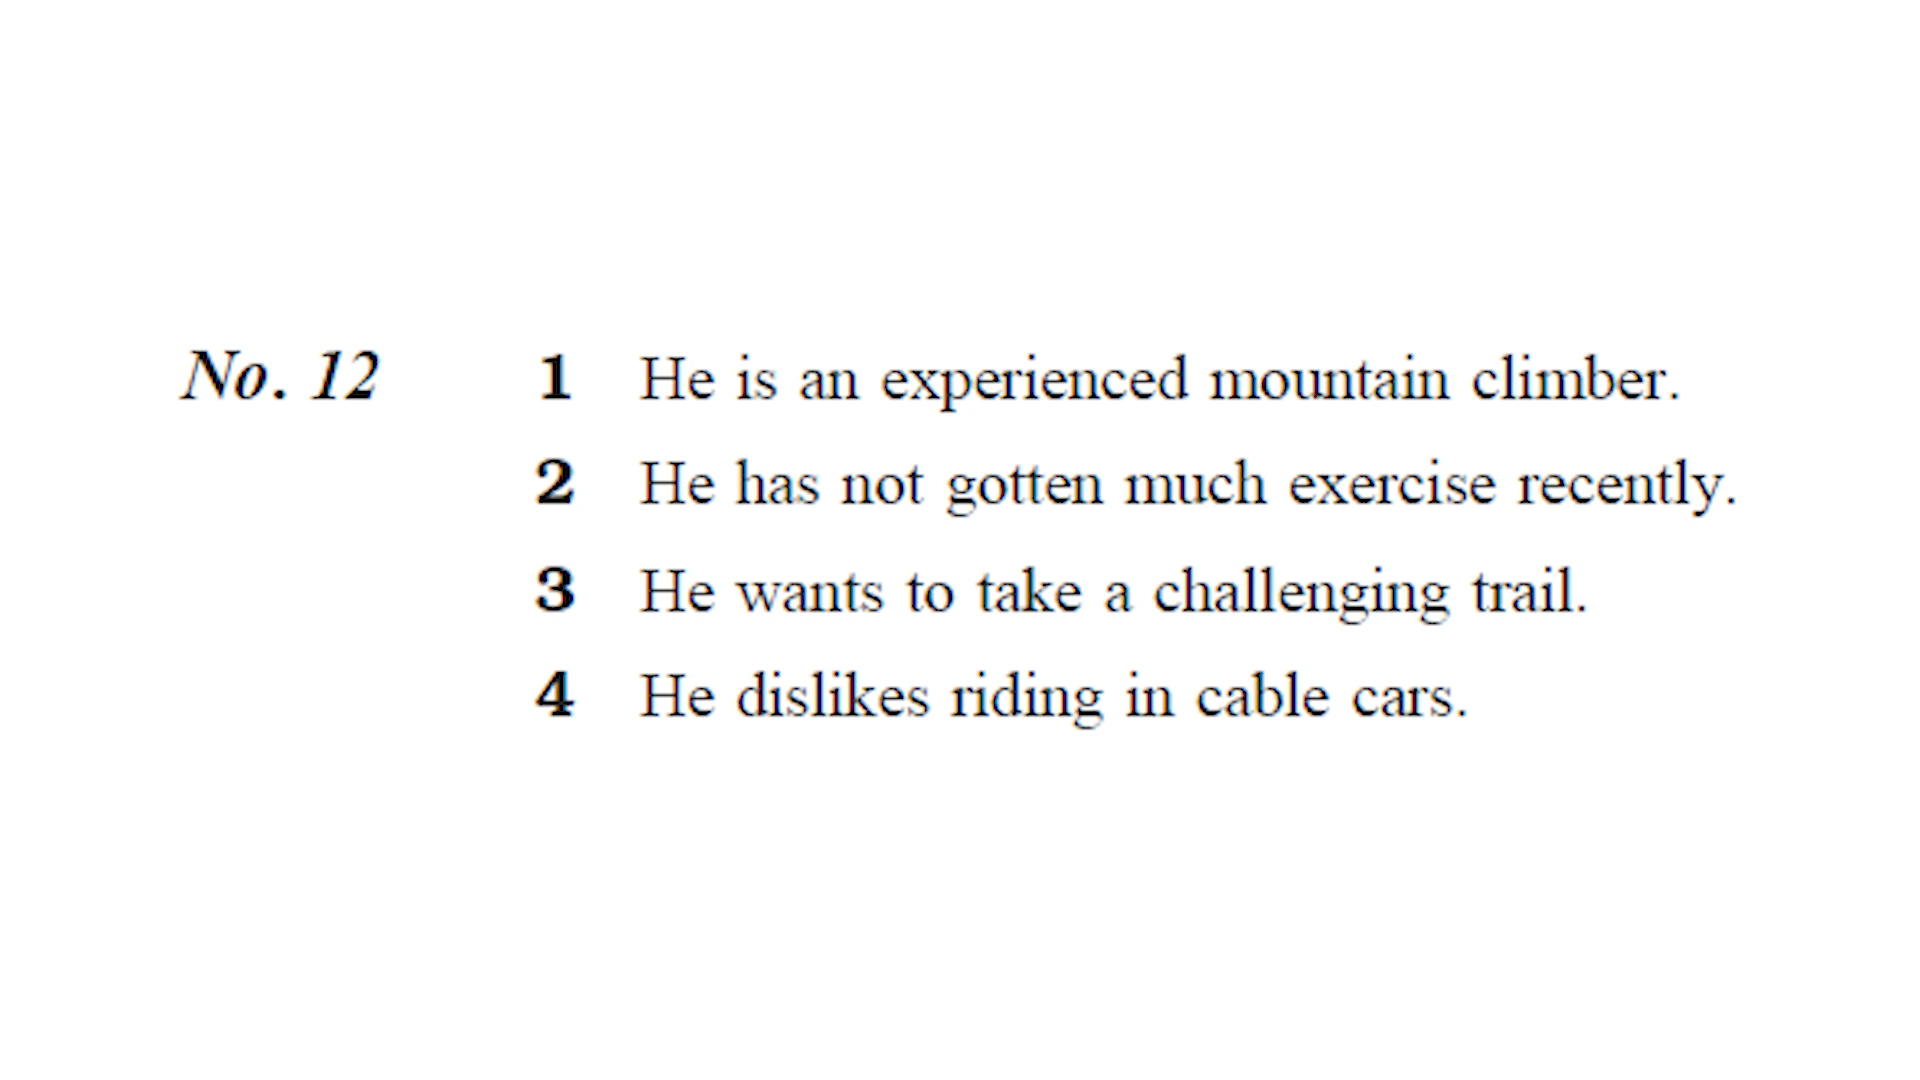 No. 12 1 He is an experienced mountain climber.
2 He has not gotten much exercise recently.
3 He wants to take a challenging trail.
4 He dislikes riding in cable cars.